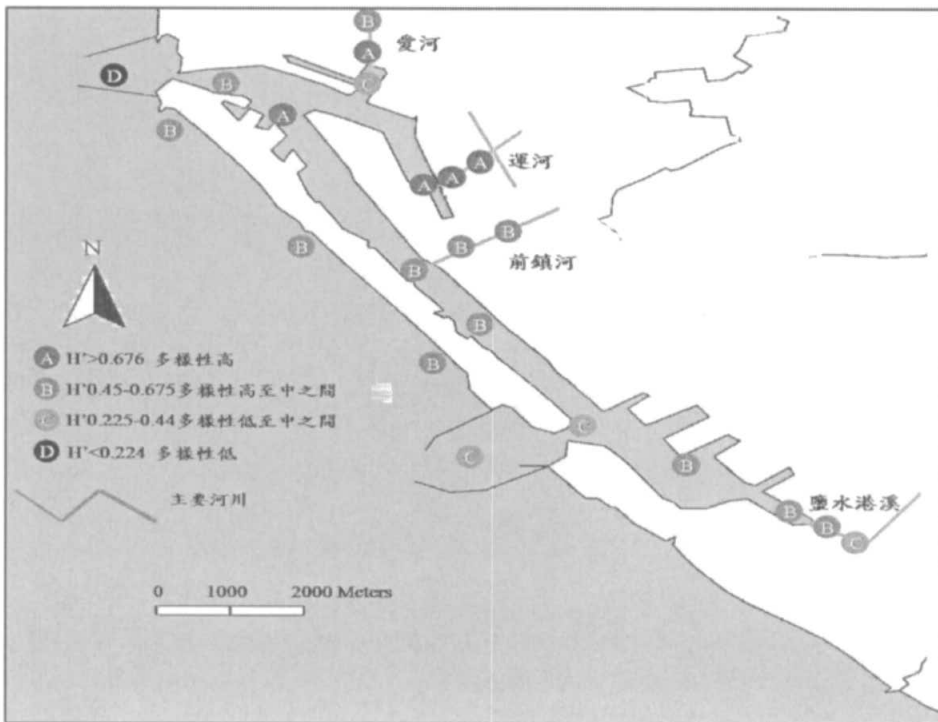 B
愛河
A
D
B
C
A
B
A
A
A
運河
B
B
B
前鎮河
B
N
B
B
A H'>0.676 多樣性高
B H'0.45-0.675多樣性高至中之間
C H'0.225-0.44多樣性低至中之間
D H'<0.224 多樣性低
C
C
B
主要河川
B
B
C
鹽水港溪
0 1000 2000 Meters